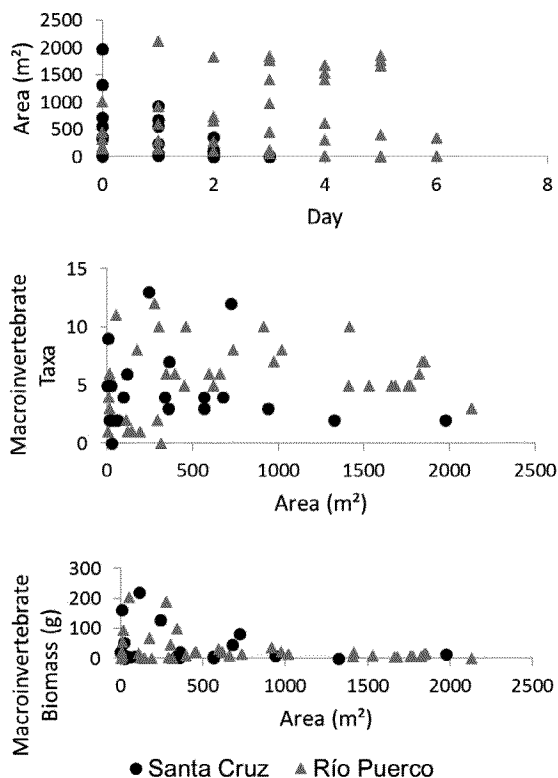 Area (m²)
2500
2000
1500
1000
500
0
0 2 4 6 8
Day
Macroinvertebrate
Taxa
15
10
5
0
0 500 1000 1500 2000 2500
Area (m²)
Macroinvertebrate
Biomass (g)
300
200
100
0
0 500 1000 1500 2000 2500
Area (m²)
Santa Cruz Río Puerco